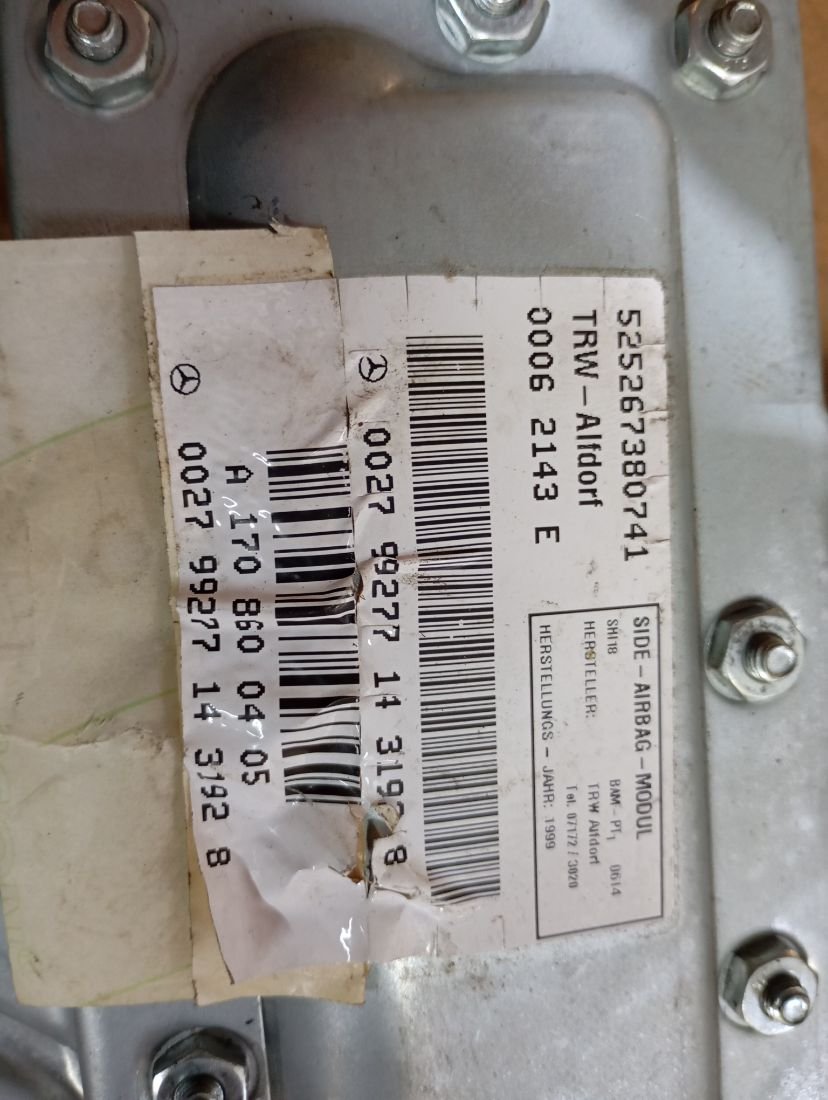 525267380741
TRW-Alfdorf
0006 2143 E
SIDE-AIRBAG-MODUL
SHI18 BAM-PT₁ 0614
HERSTELLER: TRW Alfdorf
Tel. 07172 / 3020
HERSTELLUNGS-JAHR: 1999
0027 99277 14 3192 8
A 170 860 04 05
0027 99277 14 3192 8